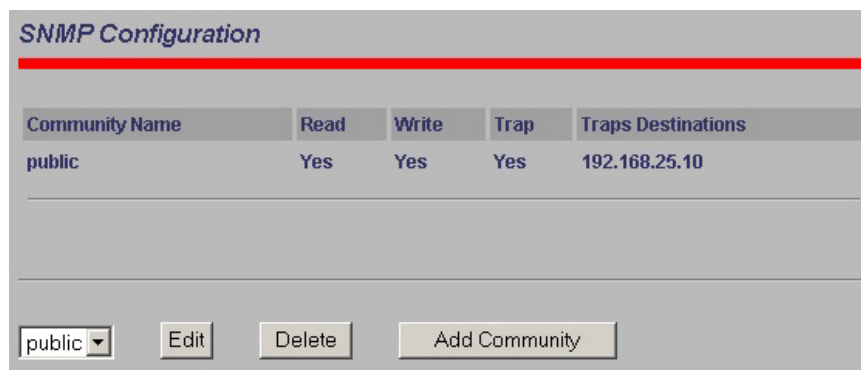 SNMP Configuration
Community Name Read Write Trap Traps Destinations
public Yes Yes Yes 192.168.25.10
public Edit Delete Add Community